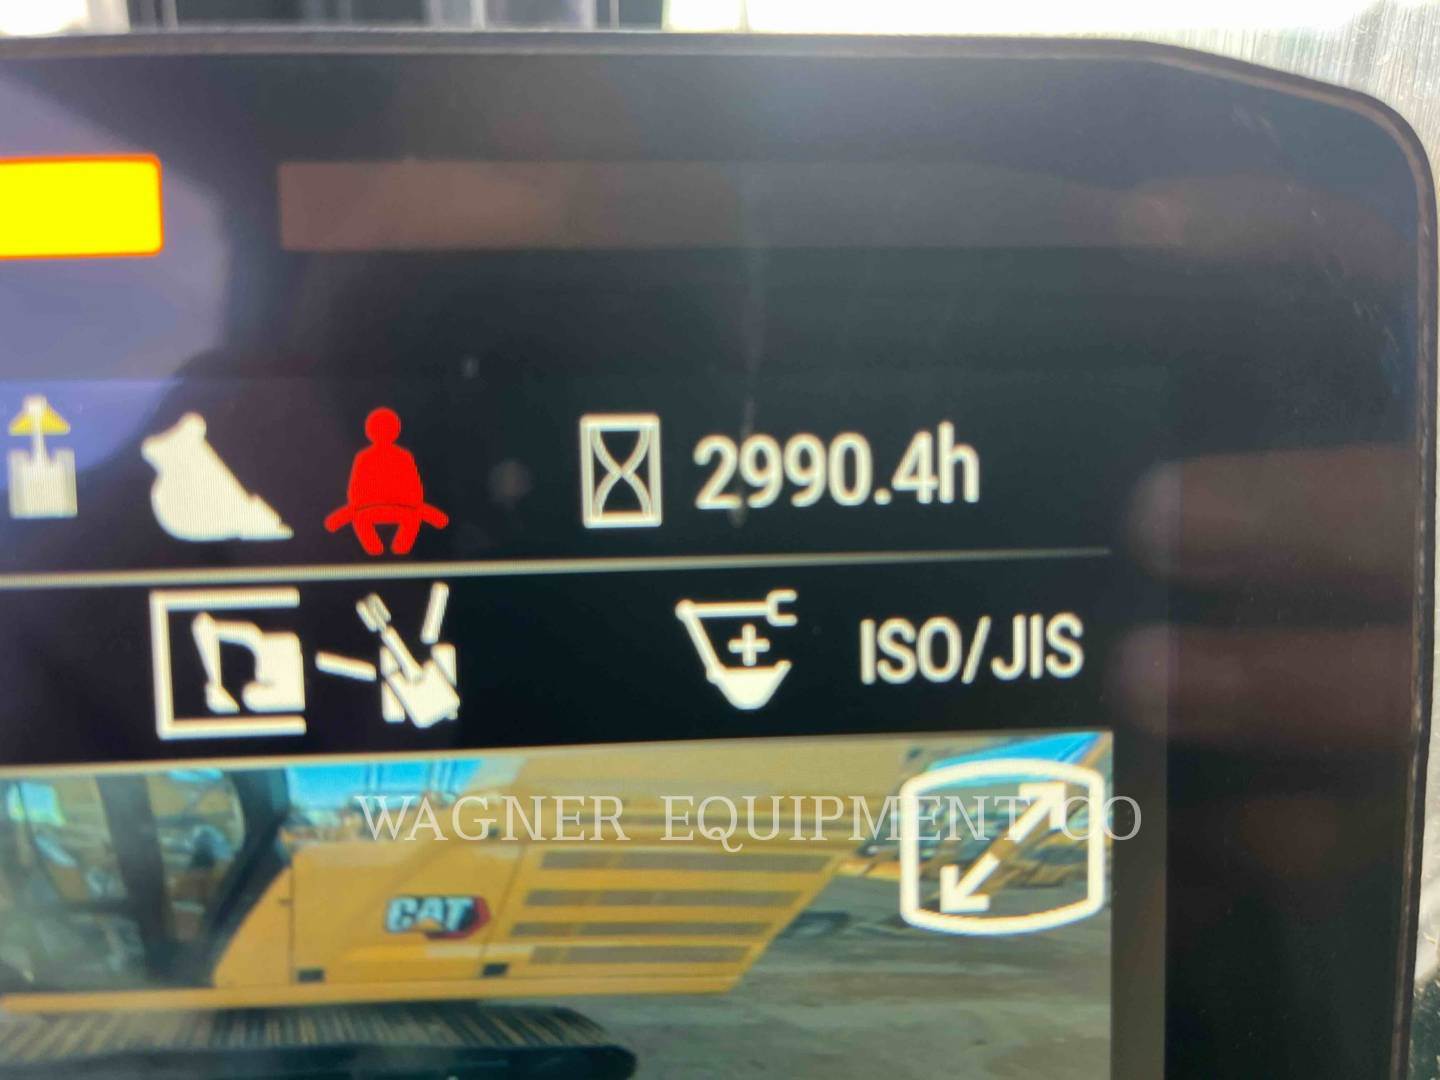 2990.4h
ISO/JIS
WAGNER EQUIPMENT CO
CAT